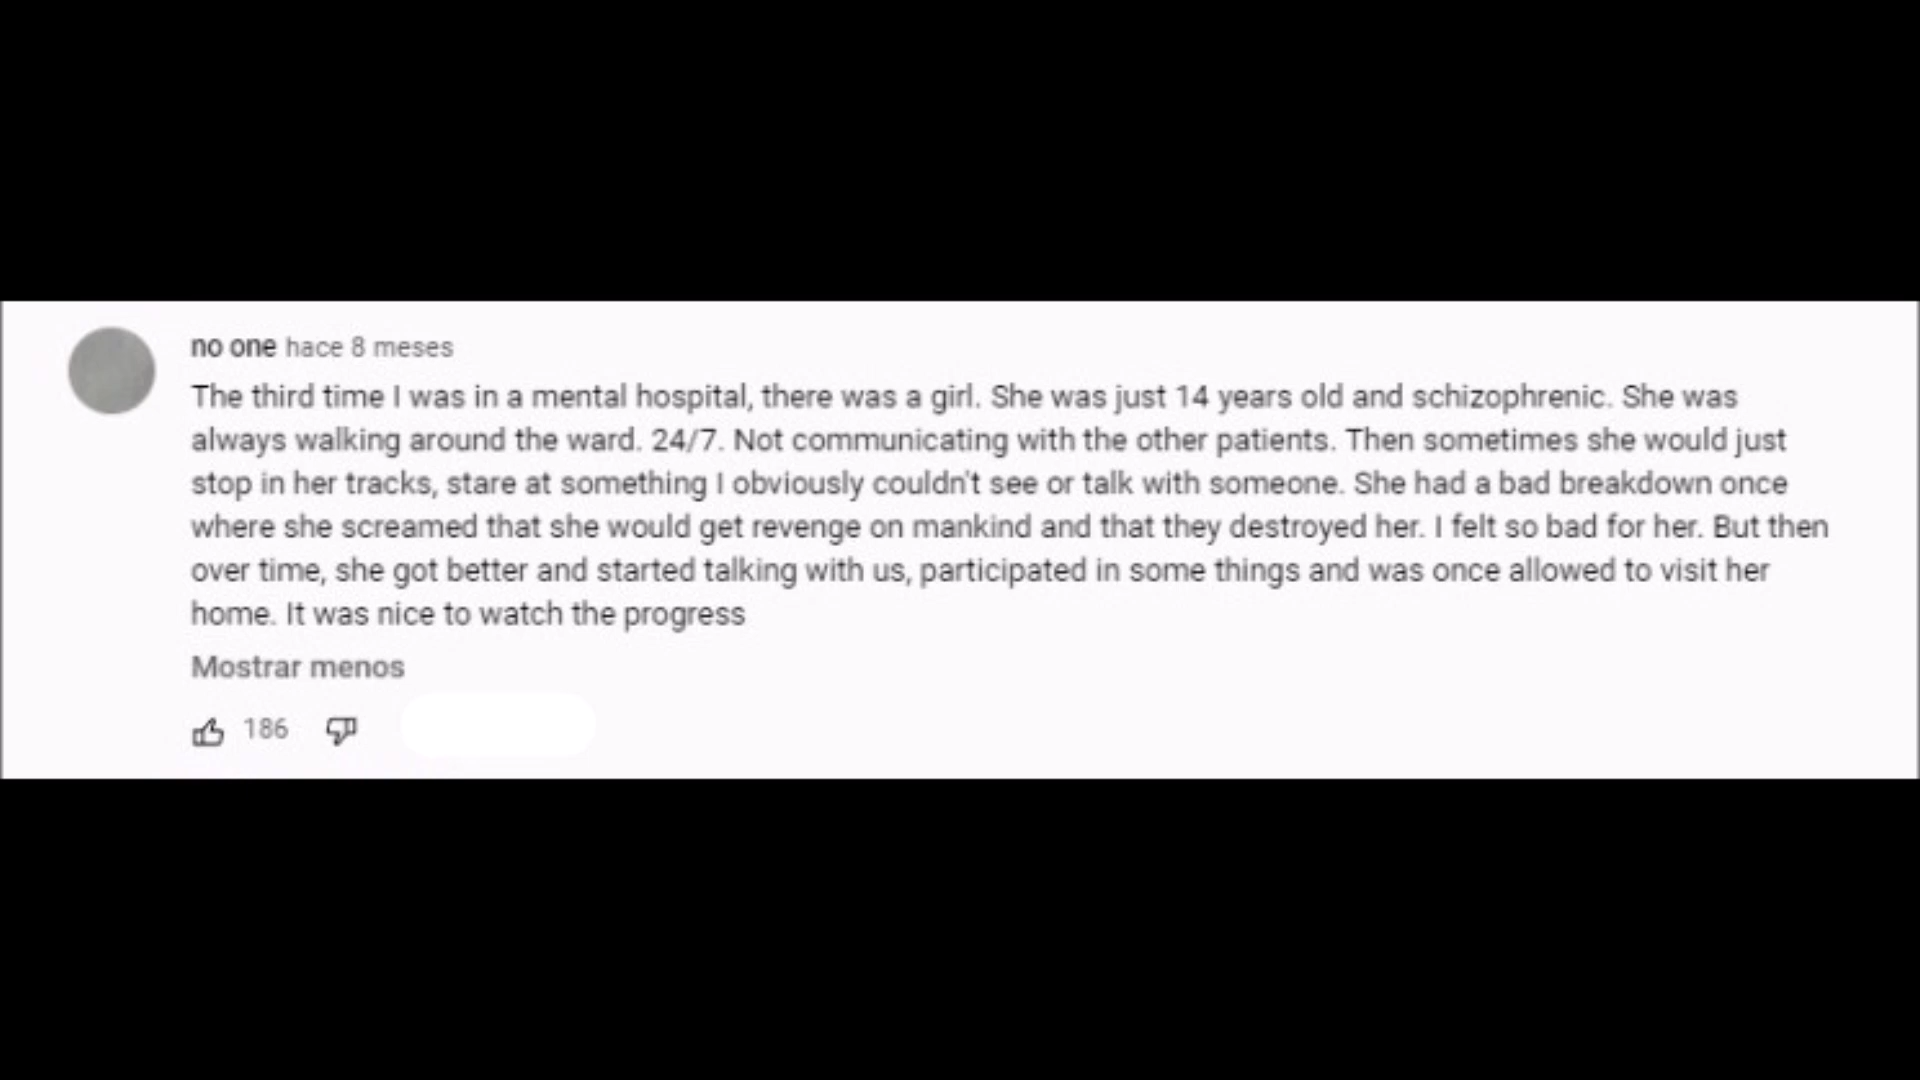 no one hace 8 meses
The third time I was in a mental hospital, there was a girl. She was just 14 years old and schizophrenic. She was
always walking around the ward. 24/7. Not communicating with the other patients. Then sometimes she would just
stop in her tracks, stare at something I obviously couldn't see or talk with someone. She had a bad breakdown once
where she screamed that she would get revenge on mankind and that they destroyed her. I felt so bad for her. But then
over time, she got better and started talking with us, participated in some things and was once allowed to visit her
home. It was nice to watch the progress
Mostrar menos
186